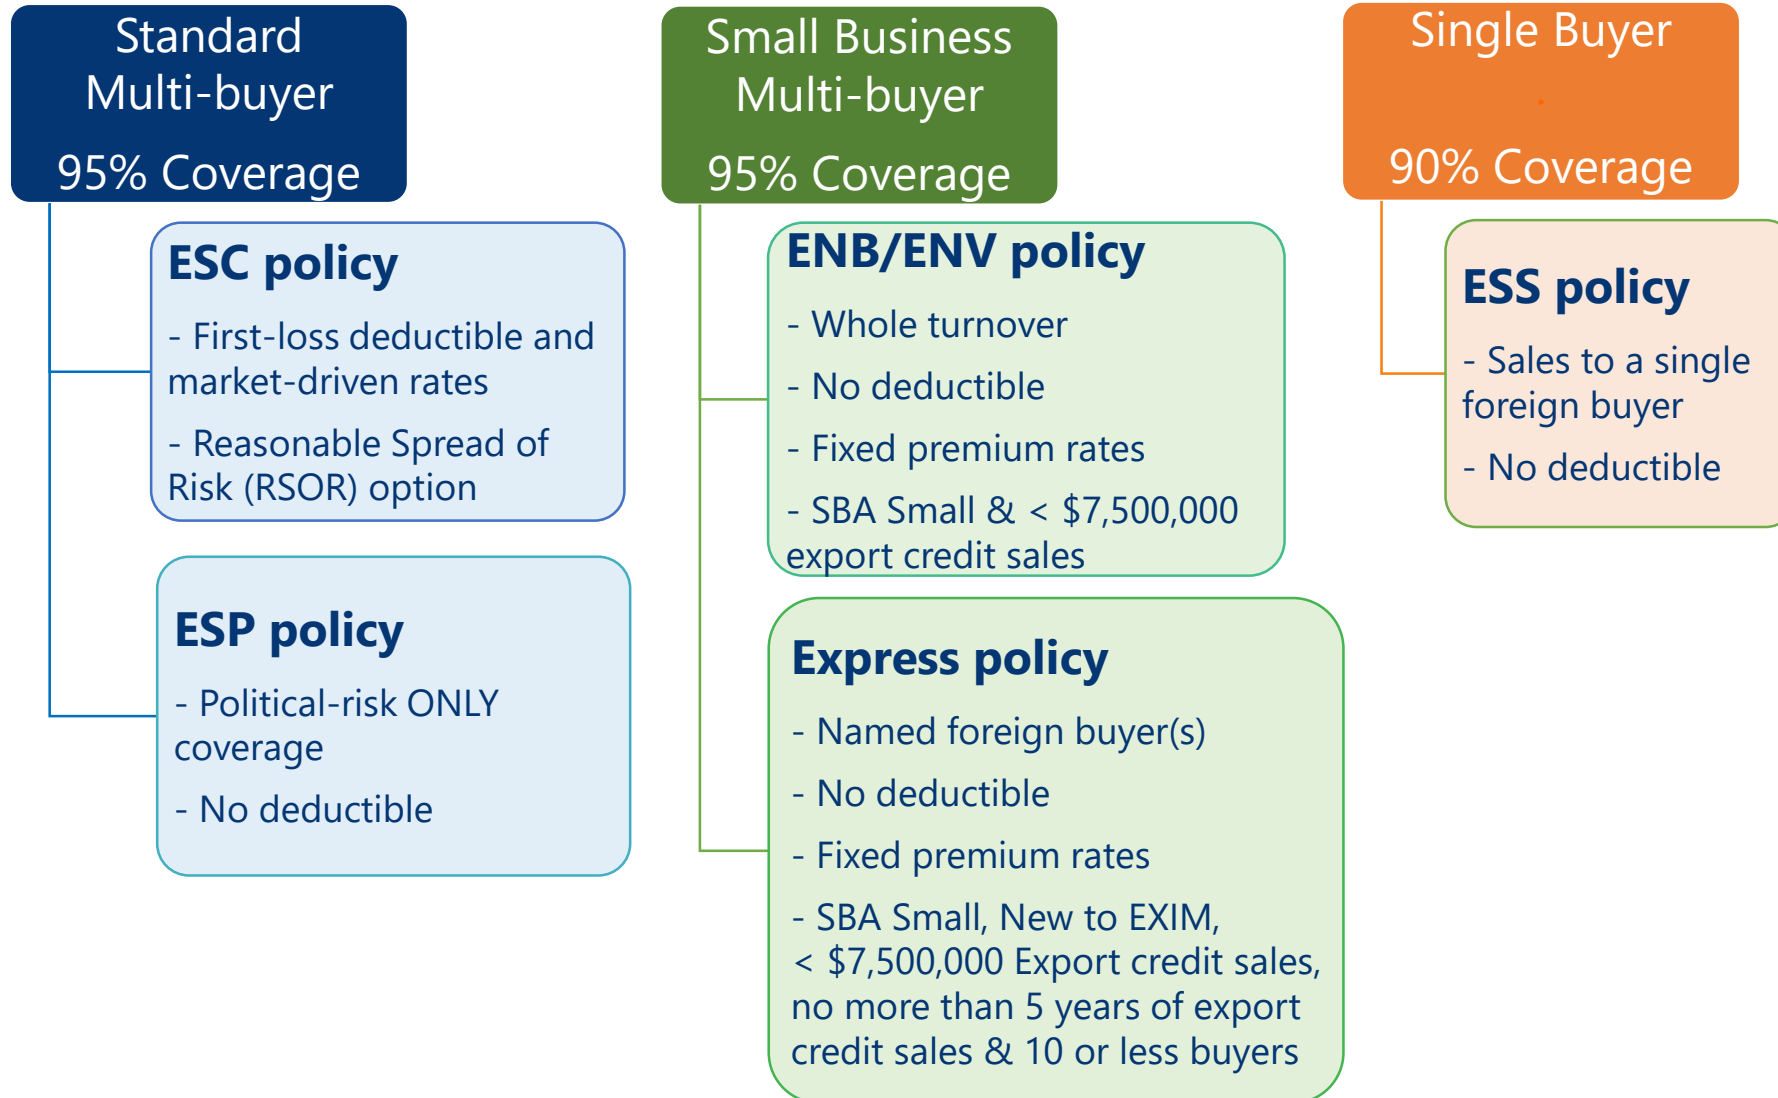 Standard
Multi-buyer
95% Coverage
ESC policy
- First-loss deductible and
market-driven rates
- Reasonable Spread of
Risk (RSOR) option
ESP policy
- Political-risk ONLY
coverage
- No deductible
Small Business
Multi-buyer
95% Coverage
ENB/ENV policy
- Whole turnover
- No deductible
- Fixed premium rates
- SBA Small & < $7,500,000
export credit sales
Express policy
- Named foreign buyer(s)
- No deductible
- Fixed premium rates
- SBA Small, New to EXIM,
< $7,500,000 Export credit sales,
no more than 5 years of export
credit sales & 10 or less buyers
Single Buyer
.
90% Coverage
ESS policy
- Sales to a single
foreign buyer
- No deductible